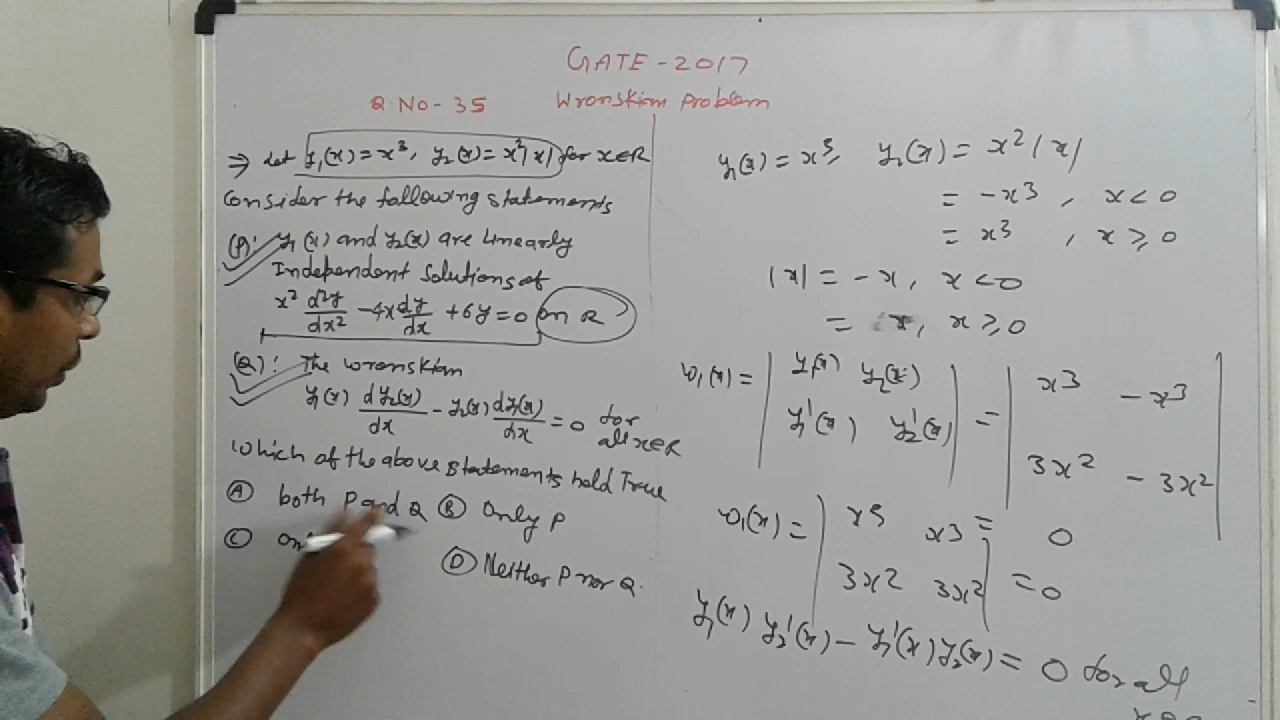 GATE - 2017
Q NO - 35 Wronskian Problem
⇒ Let y₁(x) = x³, y₂(x) = x²|x| for x∈R
Consider the following statements
(P): y₁(x) and y₂(x) are linearly
Independent solutions of
x² d²y/dx² - 4x dy/dx + 6y = 0 on R
(Q): The wronskian
y₁(x) dy₂(x)/dx - y₂(x) dy₁(x)/dx = 0 for all x∈R
Which of the above statements hold True
(A) both P and Q (B) Only P
(C)
(D) Neither P nor Q.
y₁(x) = x³, y₂(x) = x²|x|
= -x³, x < 0
= x³, x ≥ 0
|x| = -x, x < 0
= x, x ≥ 0
w₁(x) = | y₁(x) y₂(x) | = | x³ -x³ |
| y₁'(x) y₂'(x) | | 3x² -3x² |
= 0
w₁(x) = | x³ x³ |
| 3x² 3x² | = 0
y₁(x) y₂'(x) - y₁'(x) y₂(x) = 0 for all